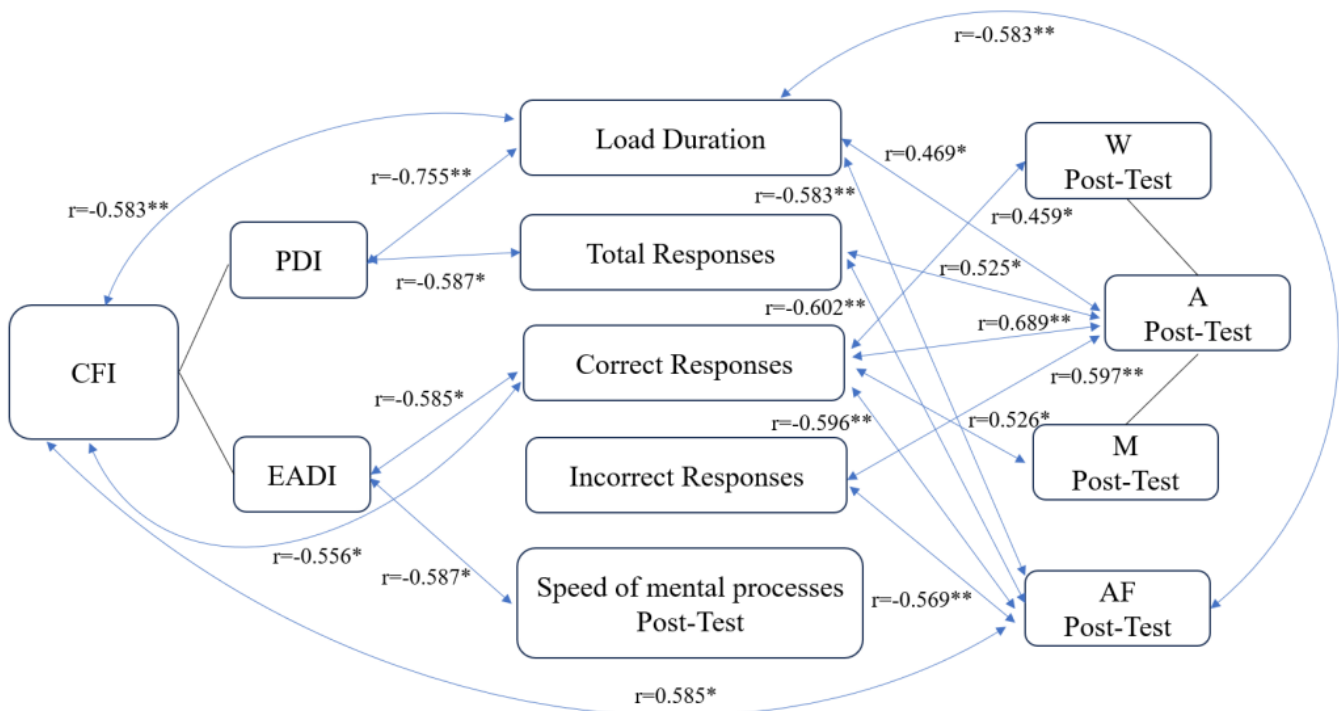 r=-0.583**
Load Duration
r=0.469*
W
Post-Test
r=-0.755**
r=-0.583**
r=-0.583**
r=0.459*
PDI
Total Responses
r=-0.587*
r=0.525*
r=-0.602**
A
Post-Test
r=0.689**
CFI
Correct Responses
r=0.597**
r=-0.585*
r=-0.596**
r=0.526*
M
Post-Test
EADI
Incorrect Responses
r=-0.556*
r=-0.587*
Speed of mental processes
Post-Test
r=-0.569**
AF
Post-Test
r=0.585*